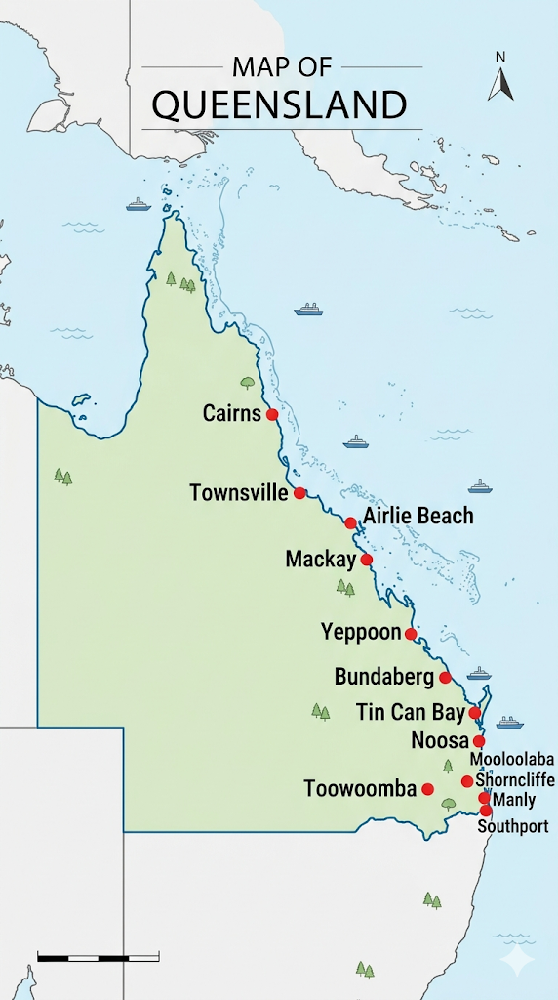 MAP OF
QUEENSLAND
N
Cairns
Townsville
Airlie Beach
Mackay
Yeppoon
Bundaberg
Tin Can Bay
Noosa
Mooloolaba
Shorncliffe
Toowoomba
Manly
Southport